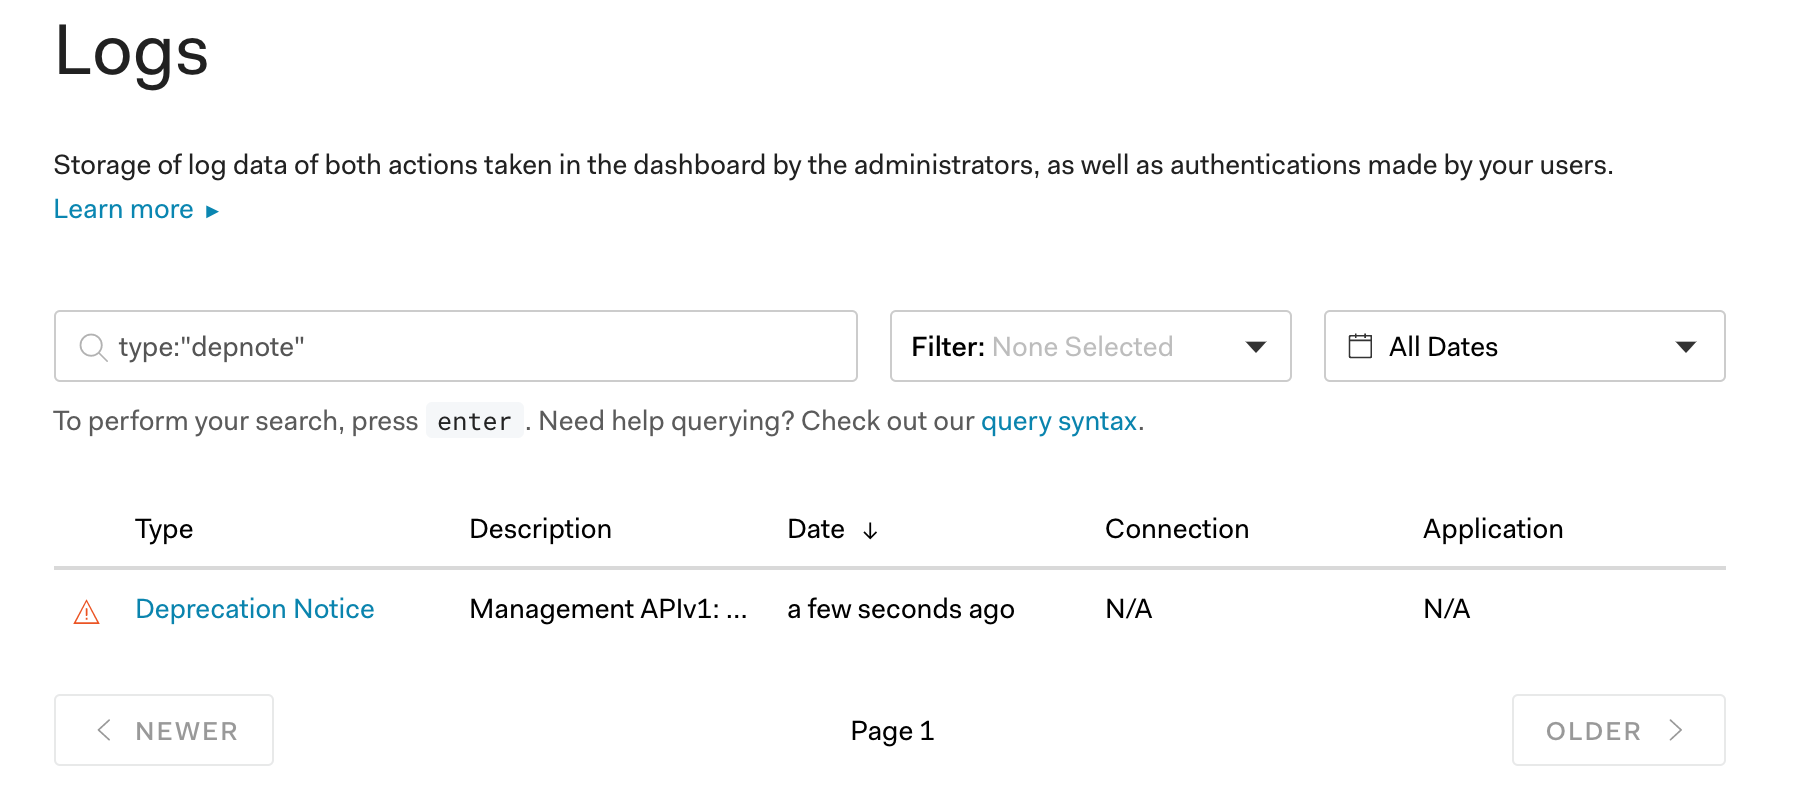 Logs
Storage of log data of both actions taken in the dashboard by the administrators, as well as authentications made by your users.
Learn more ▸
type:"depnote"
Filter: None Selected
All Dates
To perform your search, press enter. Need help querying? Check out our query syntax.
Type Description Date ↓ Connection Application
Deprecation Notice Management APIv1: ... a few seconds ago N/A N/A
< NEWER Page 1 OLDER >